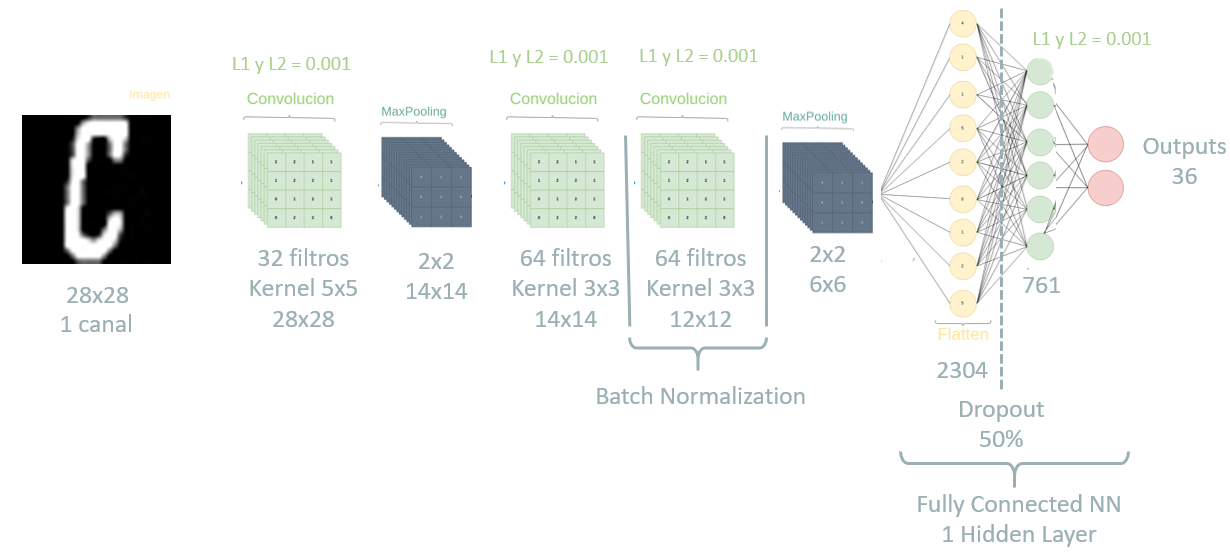 Imagen
28x28
1 canal
L1 y L2 = 0.001
Convolucion
32 filtros
Kernel 5x5
28x28
MaxPooling
2x2
14x14
L1 y L2 = 0.001
Convolucion
64 filtros
Kernel 3x3
14x14
L1 y L2 = 0.001
Convolucion
64 filtros
Kernel 3x3
12x12
Batch Normalization
MaxPooling
2x2
6x6
Flatten
2304
Dropout
50%
L1 y L2 = 0.001
761
Outputs
36
Fully Connected NN
1 Hidden Layer
C